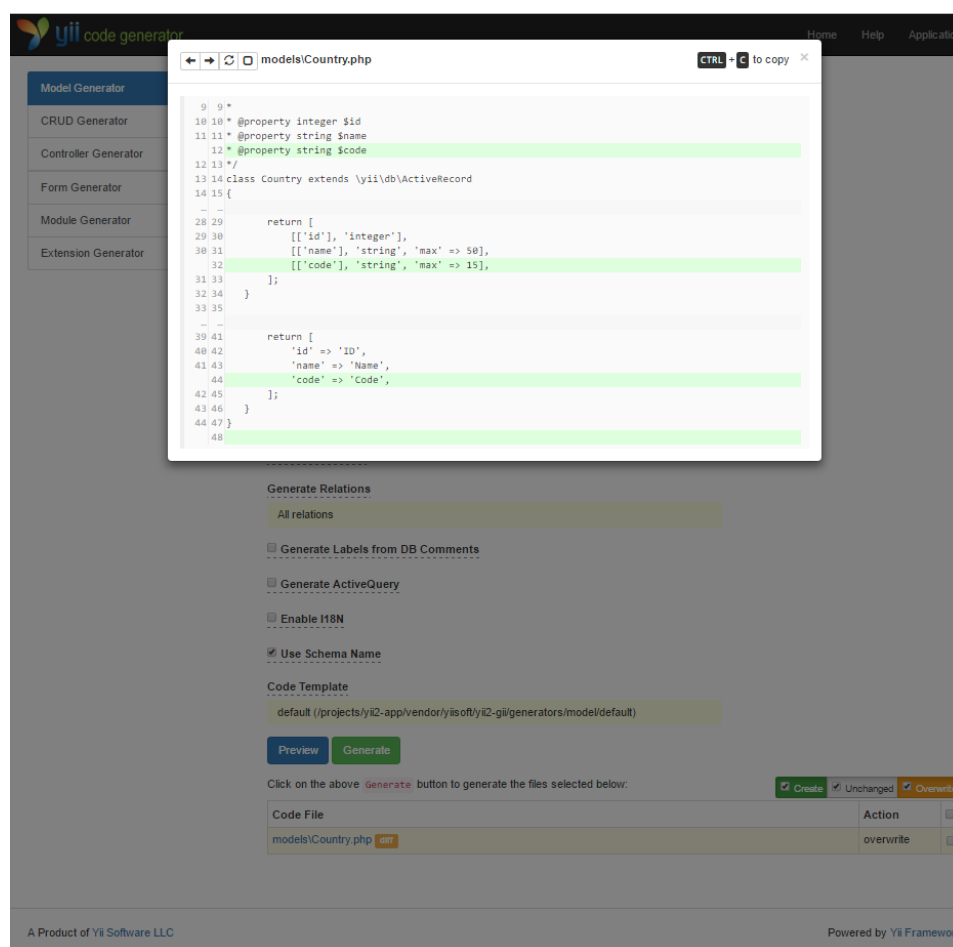 yii code generator
Home Help
models\Country.php CTRL + C to copy ×
Model Generator
CRUD Generator
Controller Generator
Form Generator
Module Generator
Extension Generator
9 9 *
10 10 * @property integer $id
11 11 * @property string $name
12 * @property string $code
12 13 */
13 14 class Country extends \yii\db\ActiveRecord
14 15 {
… …
28 29 return [
29 30 [['id'], 'integer'],
30 31 [['name'], 'string', 'max' => 50],
32 [['code'], 'string', 'max' => 15],
31 33 ];
32 34 }
33 35
… …
39 41 return [
40 42 'id' => 'ID',
41 43 'name' => 'Name',
44 'code' => 'Code',
42 45 ];
43 46 }
44 47 }
48
Generate Relations
All relations
Generate Labels from DB Comments
Generate ActiveQuery
Enable I18N
Use Schema Name
Code Template
default (/projects/yii2-app/vendor/yiisoft/yii2-gii/generators/model/default)
Preview Generate
Click on the above Generate button to generate the files selected below:
Create Unchanged Overwrite
Code File Action
models\Country.php diff overwrite
A Product of Yii Software LLC Powered by Yii